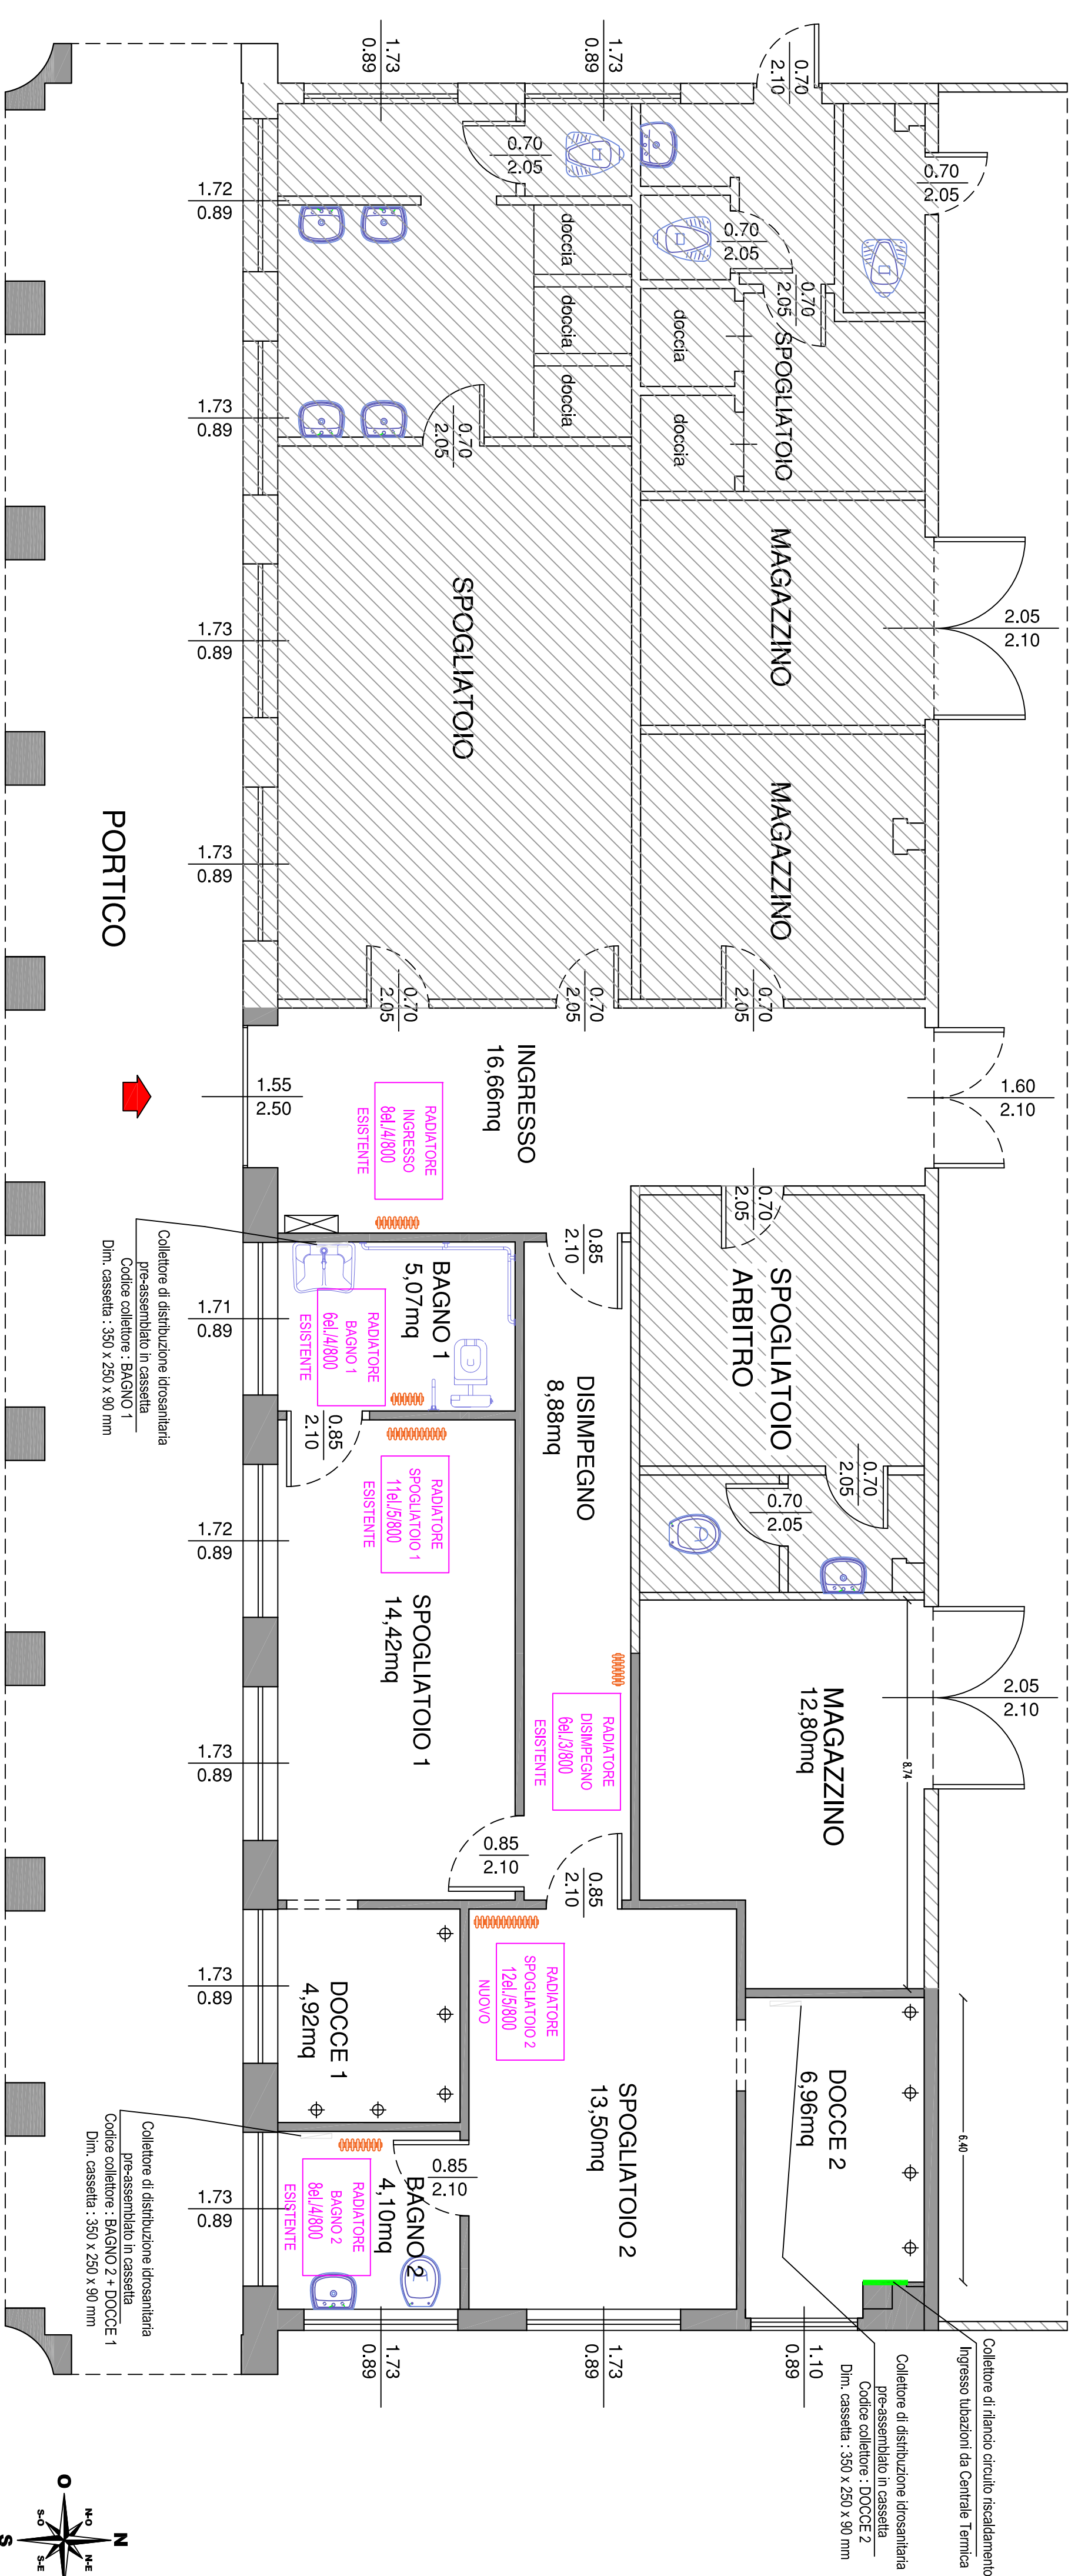 1.73
0.89
1.73
0.89
0.70
2.10
0.70
2.05
0.70
2.05
0.70
2.05
0.70
2.05
1.72
0.89
doccia
doccia
doccia
doccia
doccia
SPOGLIATOIO
1.73
0.89
0.70
2.05
SPOGLIATOIO
MAGAZZINO
2.05
2.10
1.73
0.89
MAGAZZINO
1.73
0.89
PORTICO
0.70
2.05
0.70
2.05
0.70
2.05
INGRESSO
16,66mq
1.55
2.50
1.60
2.10
RADIATORE
INGRESSO
8el./4/800
ESISTENTE
0.70
2.05
0.85
2.10
SPOGLIATOIO
ARBITRO
Collettore di distribuzione idrosanitaria
pre-assemblato in cassetta
Codice collettore : BAGNO 1
Dim. cassetta : 350 x 250 x 90 mm
1.71
0.89
BAGNO 1
5,07mq
RADIATORE
BAGNO 1
6el./4/800
ESISTENTE
DISIMPEGNO
8,88mq
0.85
2.10
RADIATORE
SPOGLIATOIO 1
11el./5/800
ESISTENTE
0.70
2.05
0.70
2.05
1.72
0.89
SPOGLIATOIO 1
14,42mq
MAGAZZINO
12,80mq
2.05
2.10
8.74
RADIATORE
DISIMPEGNO
6el./3/800
ESISTENTE
1.73
0.89
0.85
2.10
0.85
2.10
1.73
0.89
DOCCE 1
4,92mq
RADIATORE
SPOGLIATOIO 2
12el./5/800
NUOVO
SPOGLIATOIO 2
13,50mq
DOCCE 2
6,96mq
6.40
Collettore di distribuzione idrosanitaria
pre-assemblato in cassetta
Codice collettore : BAGNO 2 + DOCCE 1
Dim. cassetta : 350 x 250 x 90 mm
1.73
0.89
0.85
2.10
BAGNO 2
4,10mq
RADIATORE
BAGNO 2
8el./4/800
ESISTENTE
1.73
0.89
1.73
0.89
1.10
0.89
Collettore di distribuzione idrosanitaria
pre-assemblato in cassetta
Codice collettore : DOCCE 2
Dim. cassetta : 350 x 250 x 90 mm
Collettore di rilancio circuito riscaldamento
Ingresso tubazioni da Centrale Termica
O
N-O
N
N-E
S-O
S
S-E